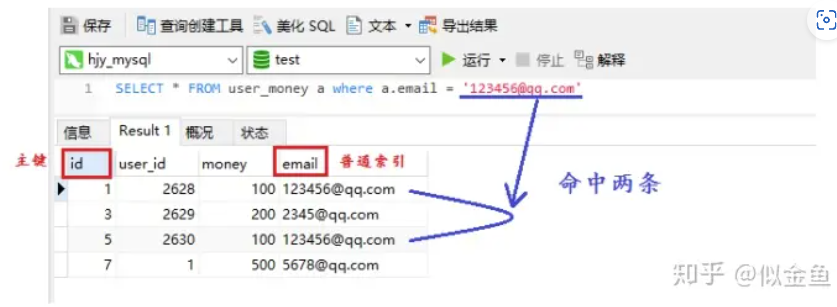 保存 查询创建工具 美化 SQL 文本 导出结果
hjy_mysql test 运行 停止 解释
1 SELECT * FROM user_money a where a.email = '123456@qq.com'
信息 Result 1 概况 状态
主键 id user_id money email 普通索引
1 2628 100 123456@qq.com
命中两条
3 2629 200 2345@qq.com
5 2630 100 123456@qq.com
7 1 500 5678@qq.com
知乎 @似金鱼